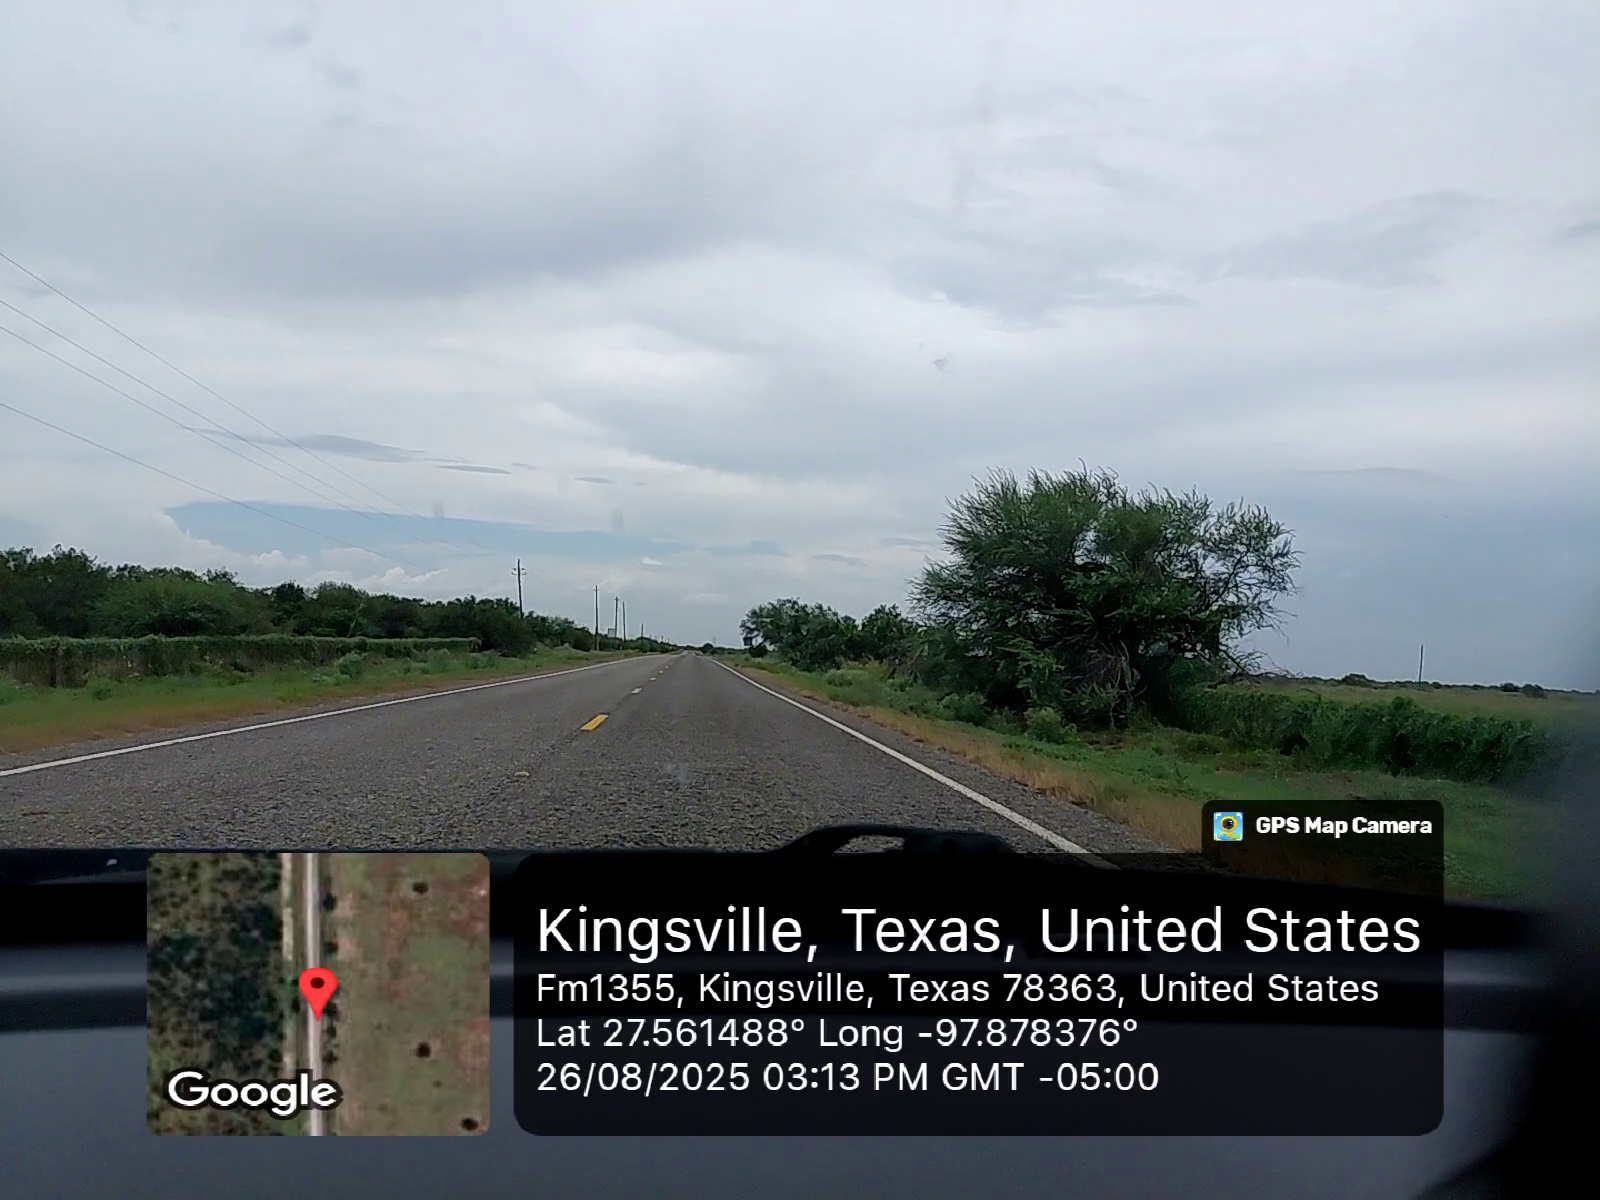 GPS Map Camera
Kingsville, Texas, United States
Fm1355, Kingsville, Texas 78363, United States
Lat 27.561488° Long -97.878376°
26/08/2025 03:13 PM GMT -05:00
Google